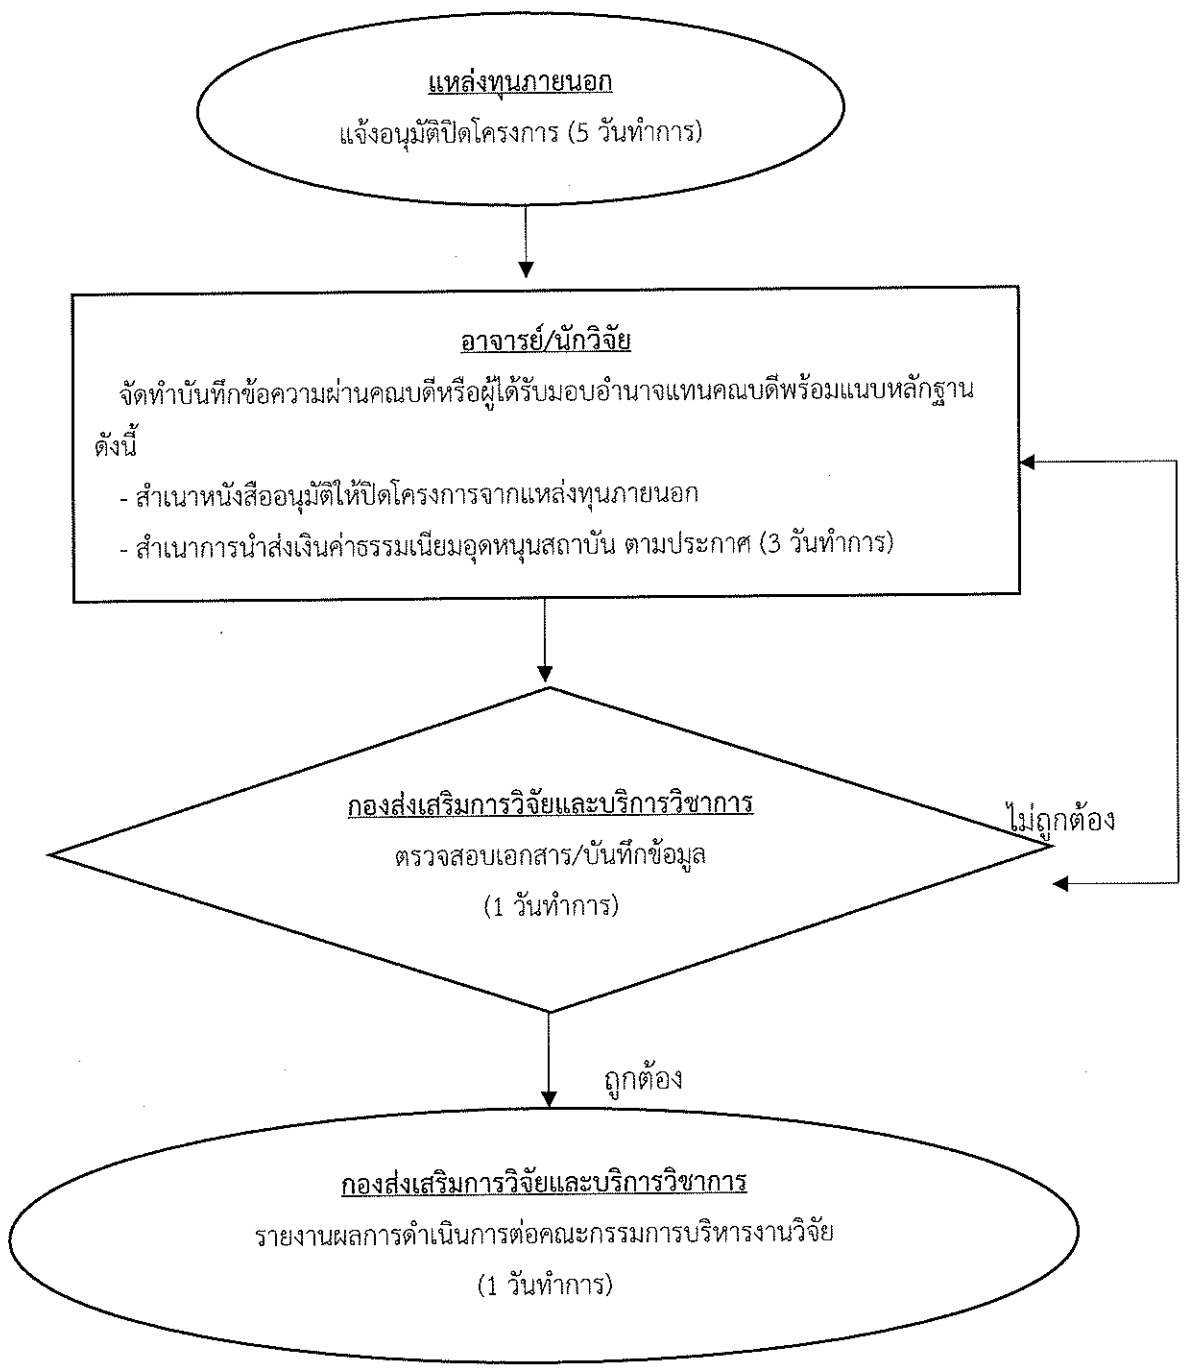 แหล่งทุนภายนอก
แจ้งอนุมัติปิดโครงการ (5 วันทำการ)
อาจารย์/นักวิจัย
จัดทำบันทึกข้อความผ่านคณบดีหรือผู้ได้รับมอบอำนาจแทนคณบดีพร้อมแนบหลักฐาน
ดังนี้
- สำเนาหนังสืออนุมัติให้ปิดโครงการจากแหล่งทุนภายนอก
- สำเนาการนำส่งเงินค่าธรรมเนียมอุดหนุนสถาบัน ตามประกาศ (3 วันทำการ)
กองส่งเสริมการวิจัยและบริการวิชาการ
ไม่ถูกต้อง
ตรวจสอบเอกสาร/บันทึกข้อมูล
(1 วันทำการ)
ถูกต้อง
กองส่งเสริมการวิจัยและบริการวิชาการ
รายงานผลการดำเนินการต่อคณะกรรมการบริหารงานวิจัย
(1 วันทำการ)